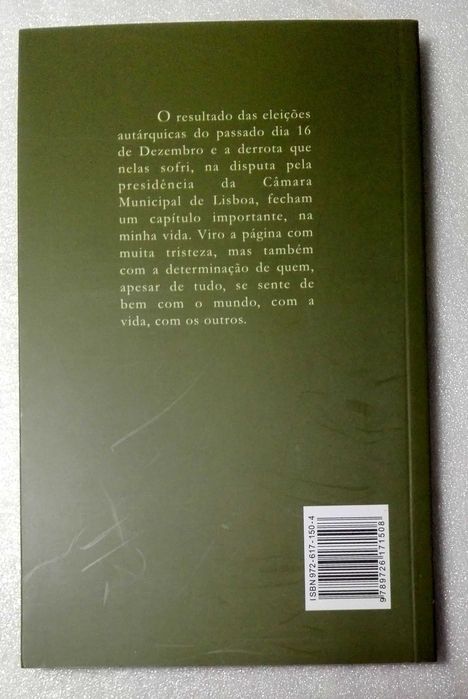 O resultado das eleições
autárquicas do passado dia 16
de Dezembro e a derrota que
nelas sofri, na disputa pela
presidência da Câmara
Municipal de Lisboa, fecham
um capítulo importante, na
minha vida. Viro a página com
muita tristeza, mas também
com a determinação de quem,
apesar de tudo, se sente de
bem com o mundo, com a
vida, com os outros.
ISBN 972-617-150-4
9789726171508